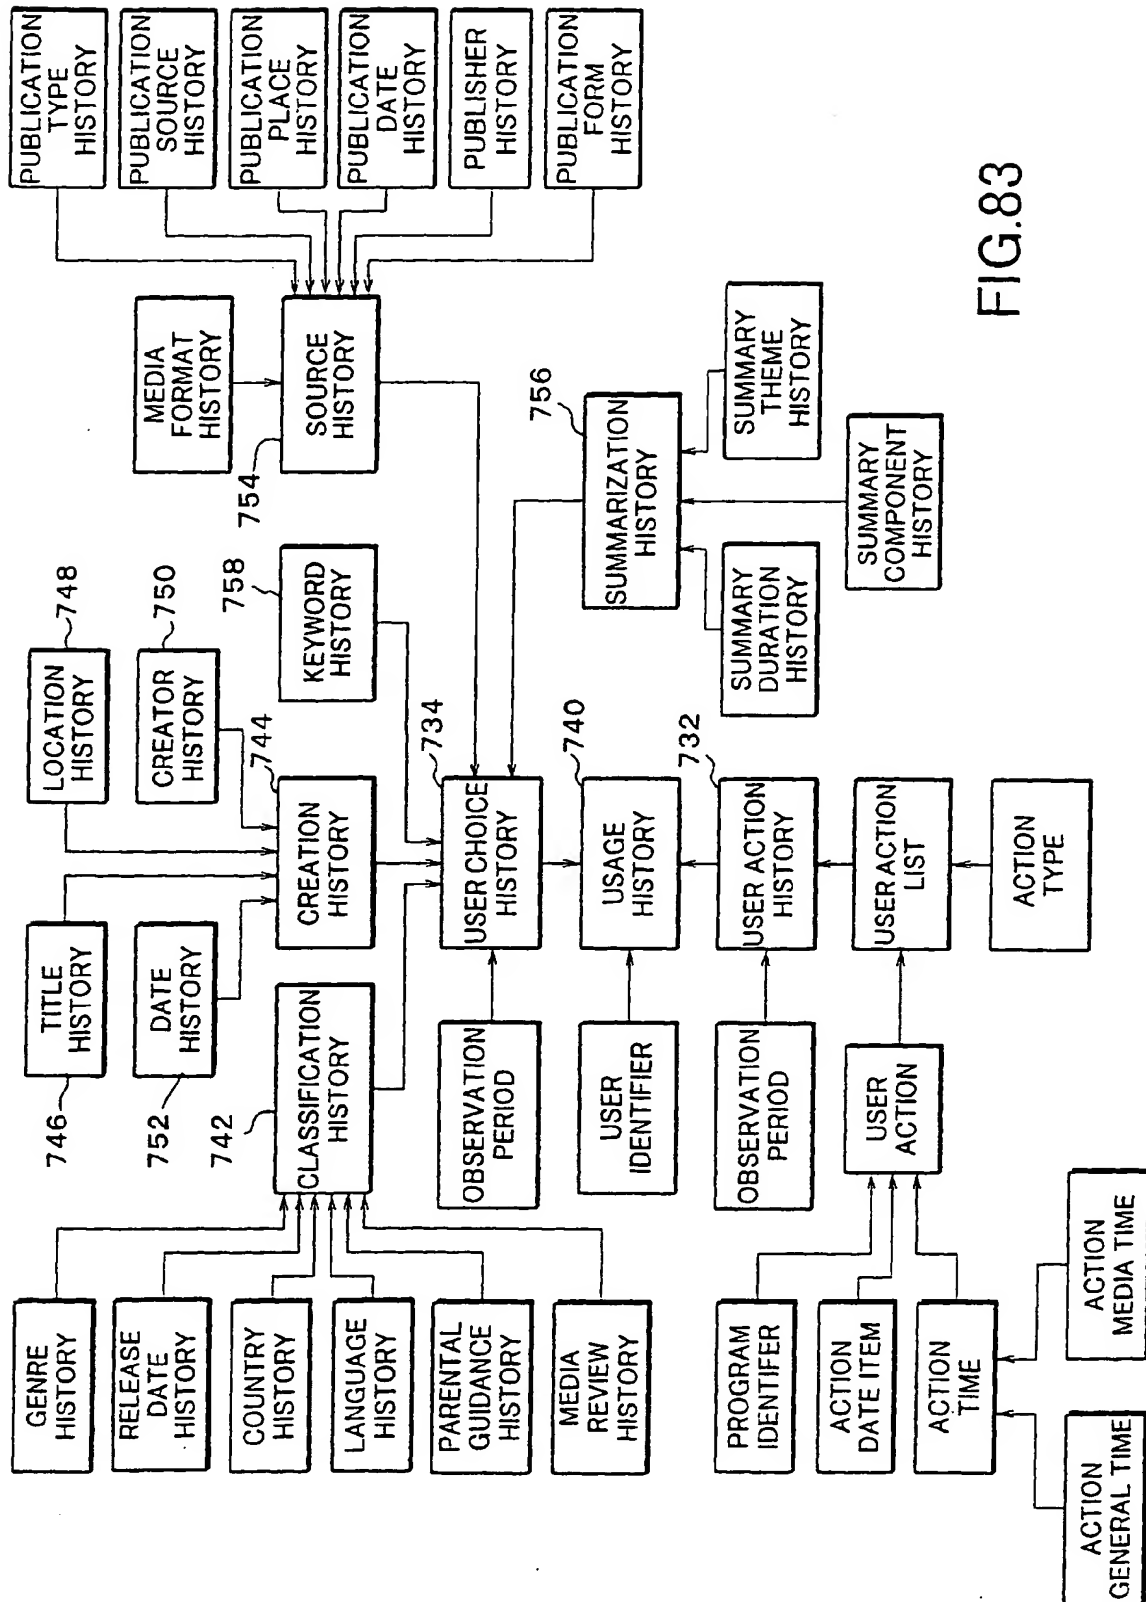 PUBLICATION
TYPE
HISTORY
PUBLICATION
SOURCE
HISTORY
PUBLICATION
PLACE
HISTORY
PUBLICATION
DATE
HISTORY
PUBLISHER
HISTORY
PUBLICATION
FORM
HISTORY
MEDIA
FORMAT
HISTORY
SOURCE
HISTORY
754
LOCATION
HISTORY
748
CREATOR
HISTORY
750
TITLE
HISTORY
746
DATE
HISTORY
752
CREATION
HISTORY
744
KEYWORD
HISTORY
758
CLASSIFICATION
HISTORY
742
GENRE
HISTORY
RELEASE
DATE
HISTORY
COUNTRY
HISTORY
LANGUAGE
HISTORY
PARENTAL
GUIDANCE
HISTORY
MEDIA
REVIEW
HISTORY
USER CHOICE
HISTORY
734
OBSERVATION
PERIOD
USAGE
HISTORY
740
USER
IDENTIFIER
USER ACTION
HISTORY
732
OBSERVATION
PERIOD
SUMMARIZATION
HISTORY
756
SUMMARY
THEME
HISTORY
SUMMARY
DURATION
HISTORY
SUMMARY
COMPONENT
HISTORY
USER ACTION
LIST
ACTION
TYPE
USER
ACTION
PROGRAM
IDENTIFER
ACTION
DATE ITEM
ACTION
TIME
ACTION
MEDIA TIME
ACTION
GENERAL TIME
FIG.83